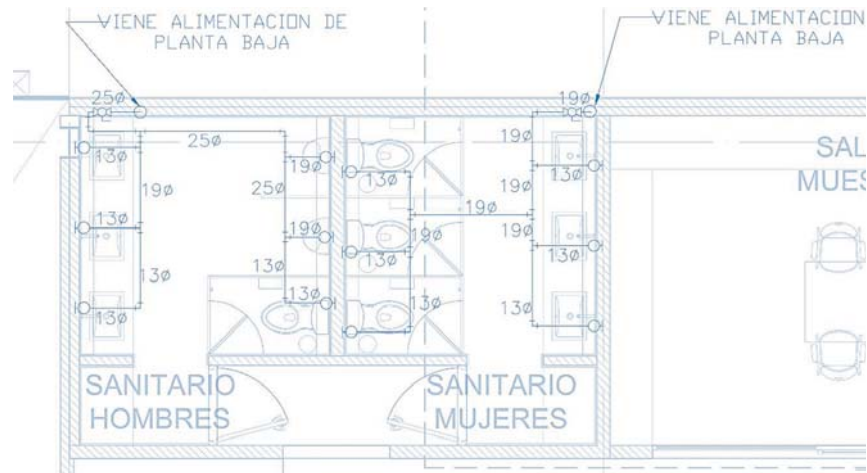 VIENE ALIMENTACION DE
PLANTA BAJA
VIENE ALIMENTACION
PLANTA BAJA
25ø
19ø
25ø
19ø
13ø
19ø
13ø
13ø
19ø
25ø
19ø
19ø
13ø
19ø
19ø
19ø
13ø
13ø
13ø
13ø
13ø
13ø
13ø
13ø
13ø
SAL
MUES
SANITARIO
HOMBRES
SANITARIO
MUJERES